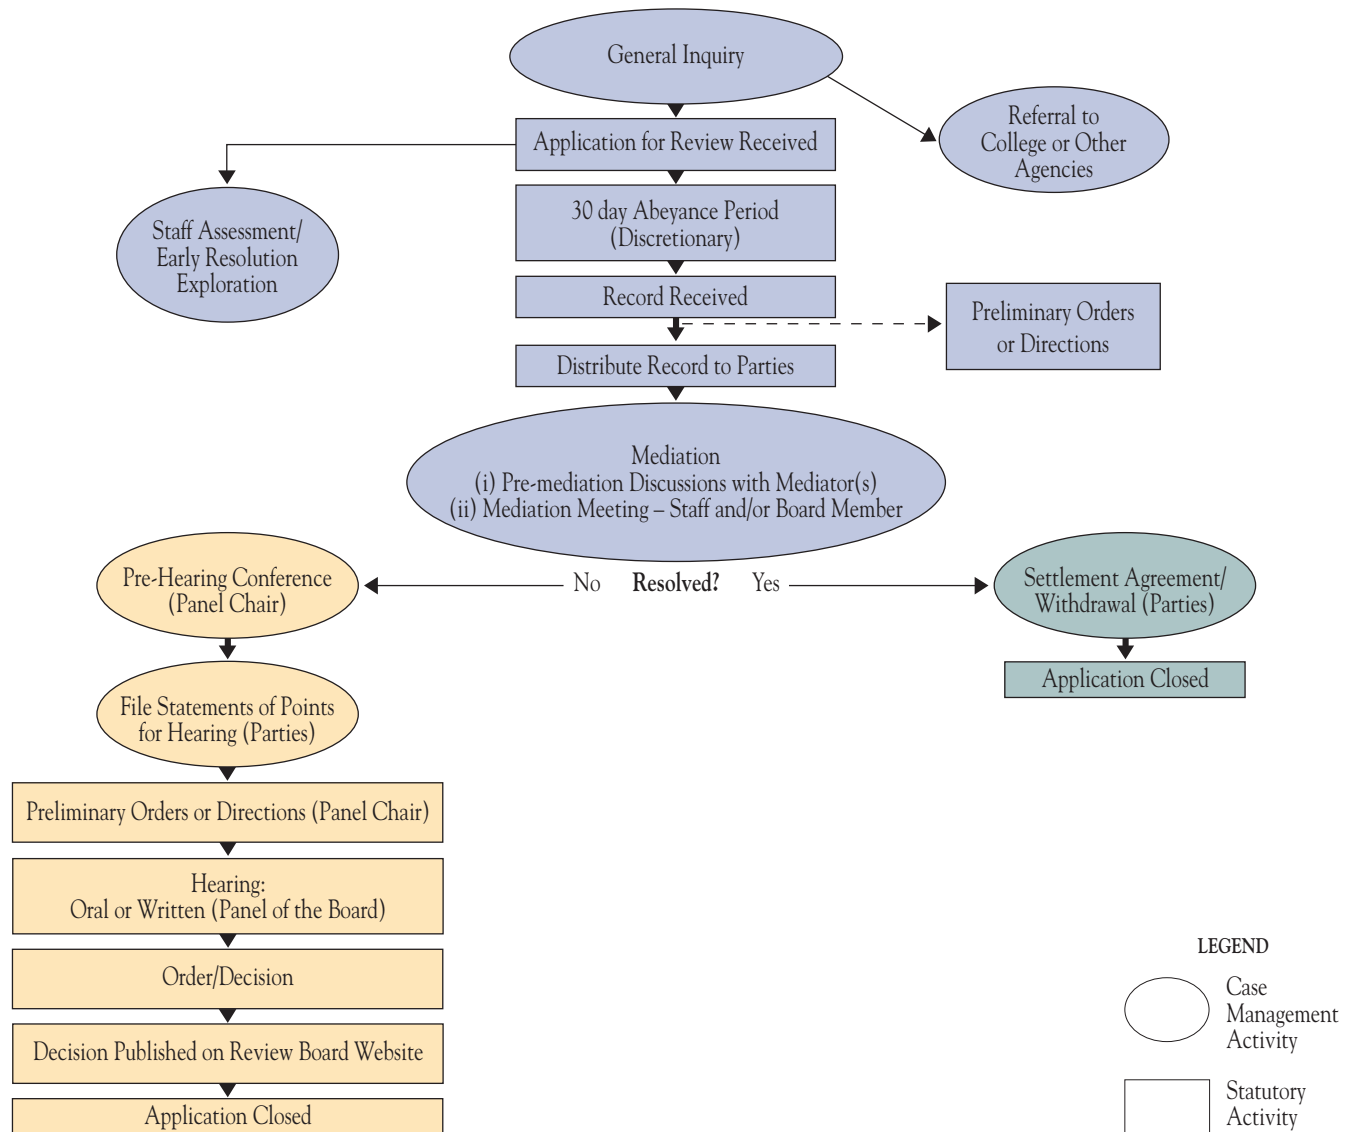 General Inquiry
Referral to
College or Other
Agencies
Application for Review Received
30 day Abeyance Period
(Discretionary)
Staff Assessment/
Early Resolution
Exploration
Record Received
Preliminary Orders
or Directions
Distribute Record to Parties
Mediation
(i) Pre-mediation Discussions with Mediator(s)
(ii) Mediation Meeting – Staff and/or Board Member
No Resolved? Yes
Pre-Hearing Conference
(Panel Chair)
Settlement Agreement/
Withdrawal (Parties)
Application Closed
File Statements of Points
for Hearing (Parties)
Preliminary Orders or Directions (Panel Chair)
Hearing:
Oral or Written (Panel of the Board)
Order/Decision
Decision Published on Review Board Website
Application Closed
LEGEND
Case
Management
Activity
Statutory
Activity